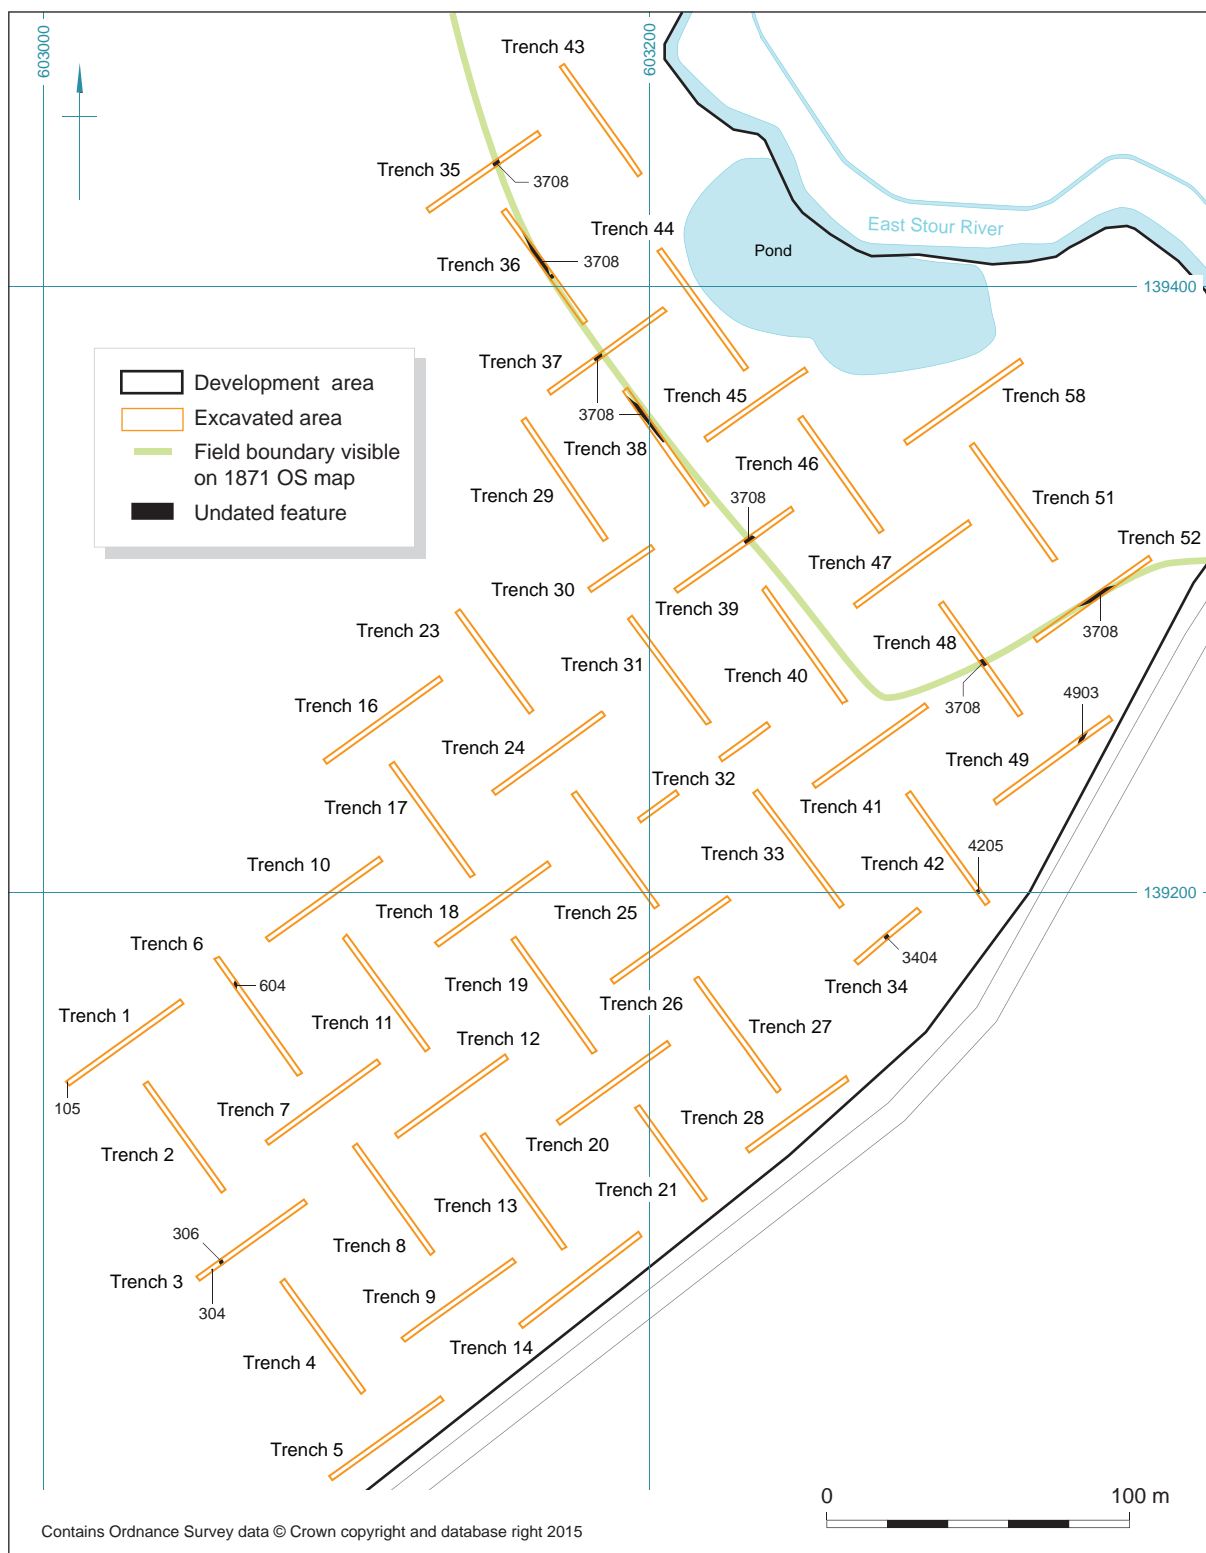 603000
603200
Trench 43
Trench 35
3708
Trench 44
East Stour River
Pond
Trench 36
3708
139400
Development area
Excavated area
Field boundary visible
on 1871 OS map
Undated feature
Trench 37
3708
Trench 45
Trench 58
Trench 38
Trench 46
Trench 29
3708
Trench 51
Trench 52
Trench 47
Trench 30
Trench 39
Trench 23
Trench 48
3708
Trench 31
Trench 40
Trench 16
3708
4903
Trench 24
Trench 49
Trench 32
Trench 17
Trench 41
Trench 33
Trench 10
Trench 42
4205
139200
Trench 18
Trench 25
Trench 6
3404
604
Trench 19
Trench 34
Trench 26
Trench 1
Trench 11
Trench 27
Trench 12
105
Trench 7
Trench 28
Trench 20
Trench 2
Trench 21
Trench 13
306
Trench 8
Trench 3
304
Trench 9
Trench 14
Trench 4
Trench 5
0
100 m
Contains Ordnance Survey data © Crown copyright and database right 2015